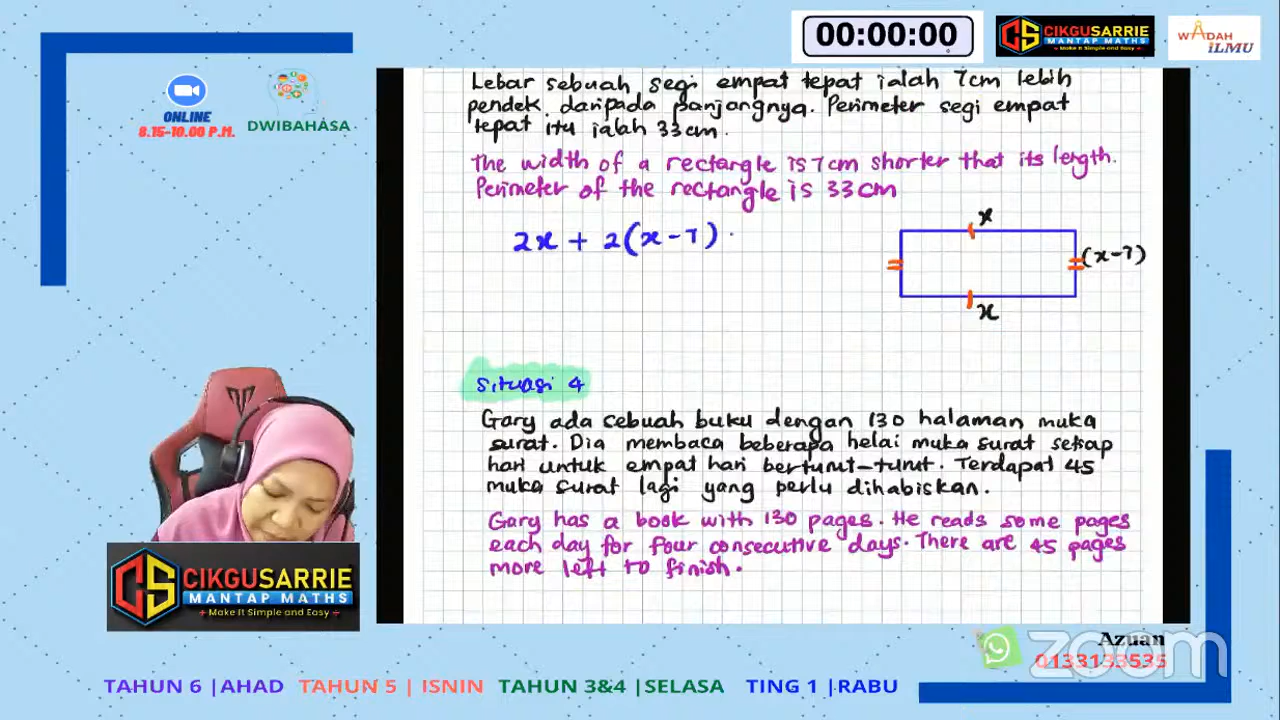 00:00:00
CIKGUSARRIE
MANTAP MATHS
Make It Simple and Easy
WADAH
iLMU
ONLINE
8.15-10.00 P.M.
DWIBAHASA
Lebar sebuah segi empat tepat ialah 7cm lebih
pendek daripada panjangnya. Perimeter segi empat
tepat itu ialah 33cm.
The width of a rectangle is 7cm shorter that its length.
Perimeter of the rectangle is 33cm
2x + 2(x-7)
x
(x-7)
x
Situasi 4
Gary ada sebuah buku dengan 130 halaman muka
surat. Dia membaca beberapa helai muka surat setiap
hari untuk empat hari berturut-turut. Terdapat 45
muka surat lagi yang perlu dihabiskan.
Gary has a book with 130 pages. He reads some pages
each day for four consecutive days. There are 45 pages
more left to finish.
CIKGUSARRIE
MANTAP MATHS
Make It Simple and Easy
Azuan
zoom
0133133535
TAHUN 6 |AHAD TAHUN 5 | ISNIN TAHUN 3&4 |SELASA TING 1 |RABU